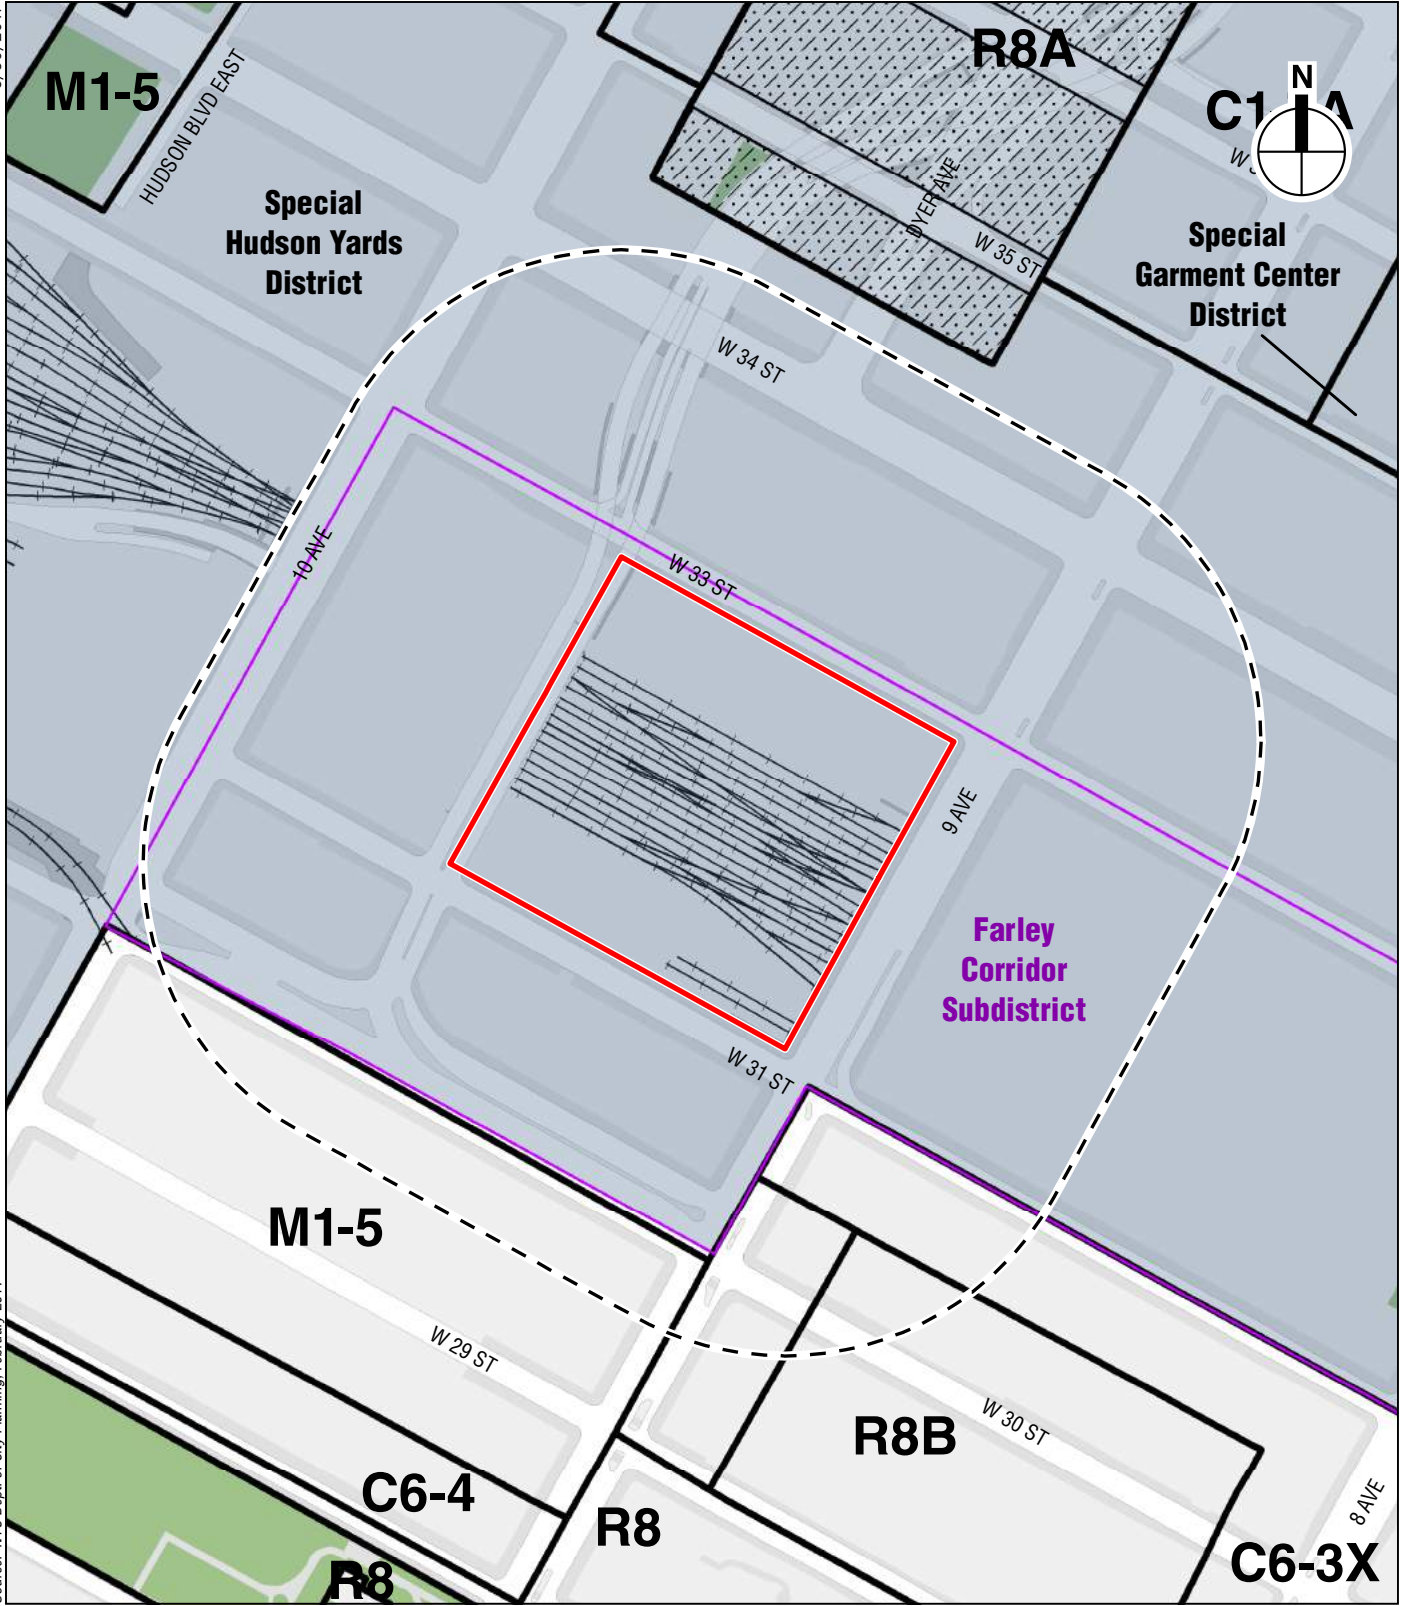 R8A
N
M1-5
HUDSON BLVD EAST
Special
Hudson Yards
District
DYER AVE
W 35 ST
Special
Garment Center
District
W 34 ST
10 AVE
W 33 ST
9 AVE
Farley
Corridor
Subdistrict
W 31 ST
M1-5
W 29 ST
W 30 ST
R8B
C6-4
R8
8 AVE
C6-3X
R8